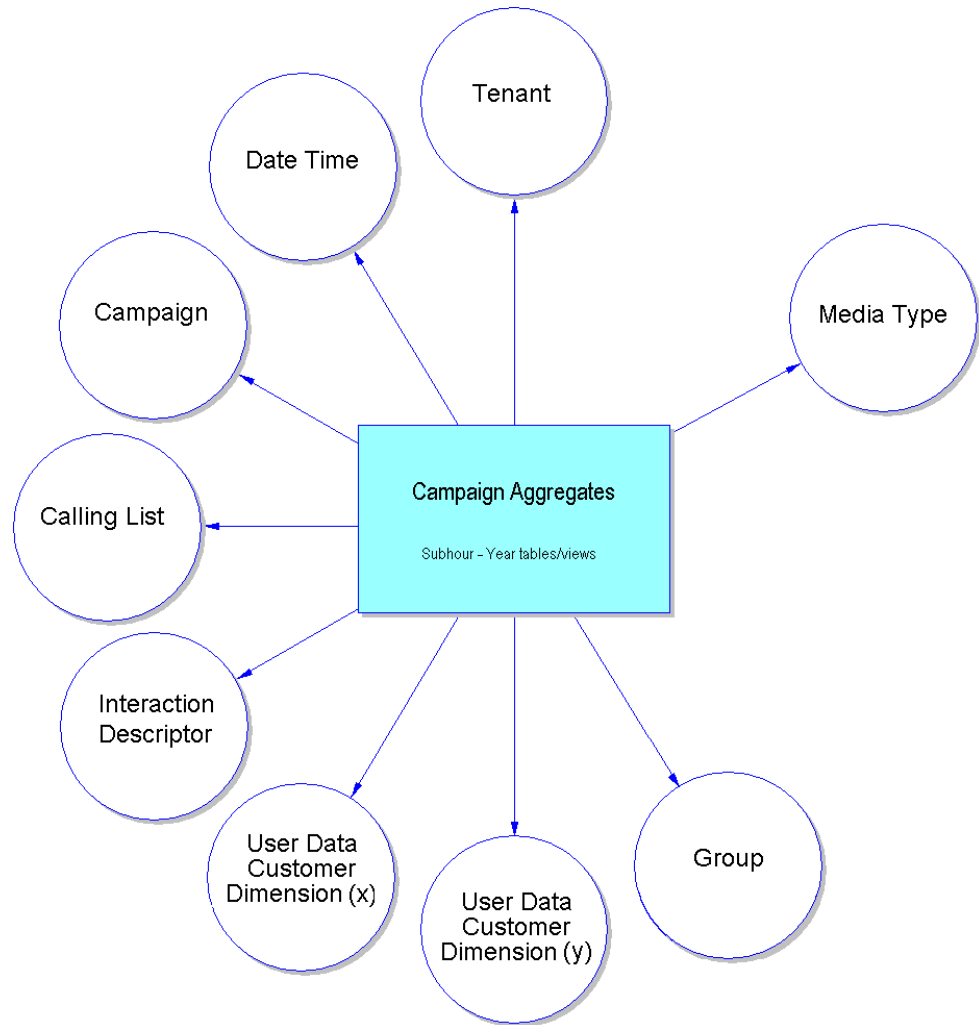 Tenant
Date Time
Campaign
Media Type
Campaign Aggregates
Calling List
Subhour – Year tables/views
Interaction
Descriptor
User Data
Customer
Dimension (x)
User Data
Customer
Dimension (y)
Group